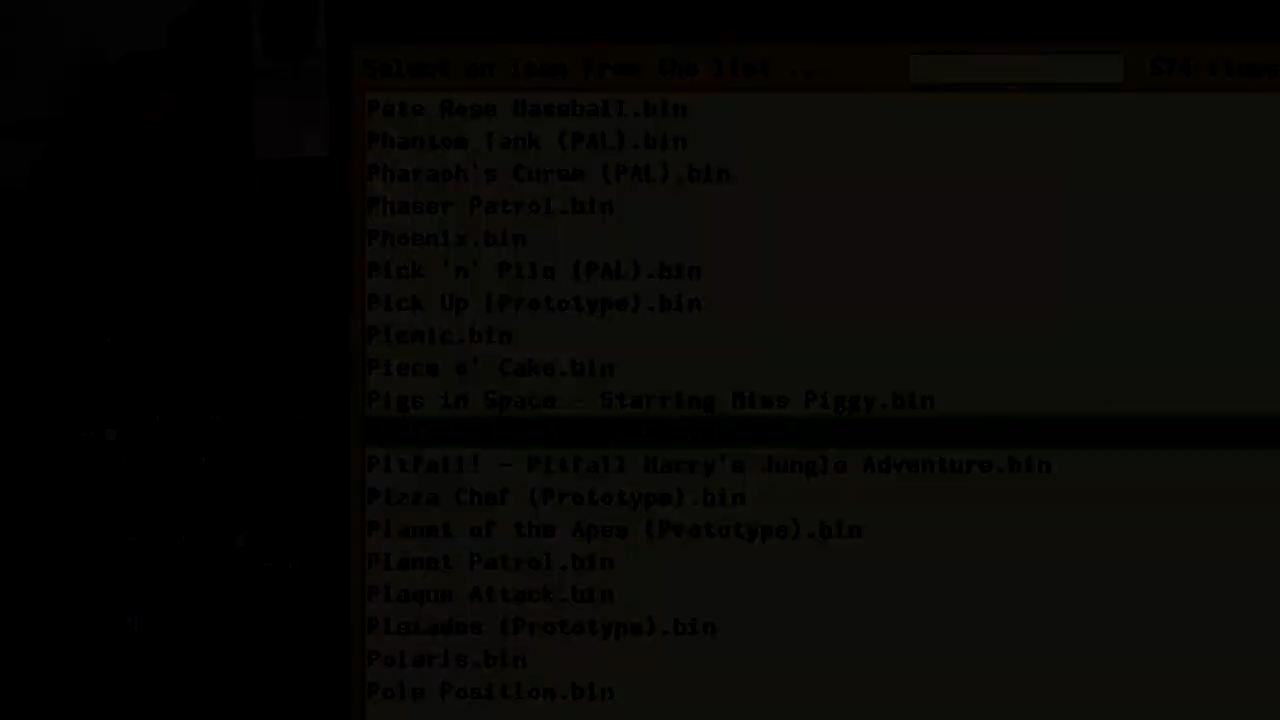 Select an item from the list ...
574 items
Pete Rose Baseball.bin
Phantom Tank (PAL).bin
Pharaoh's Curse (PAL).bin
Phaser Patrol.bin
Phoenix.bin
Pick 'n' Pile (PAL).bin
Pick Up (Prototype).bin
Picnic.bin
Piece o' Cake.bin
Pigs in Space - Starring Miss Piggy.bin
Pitfall! - Pitfall Harry's Jungle Adventure.bin
Pizza Chef (Prototype).bin
Planet of the Apes (Prototype).bin
Planet Patrol.bin
Plaque Attack.bin
Pleiades (Prototype).bin
Polaris.bin
Pole Position.bin